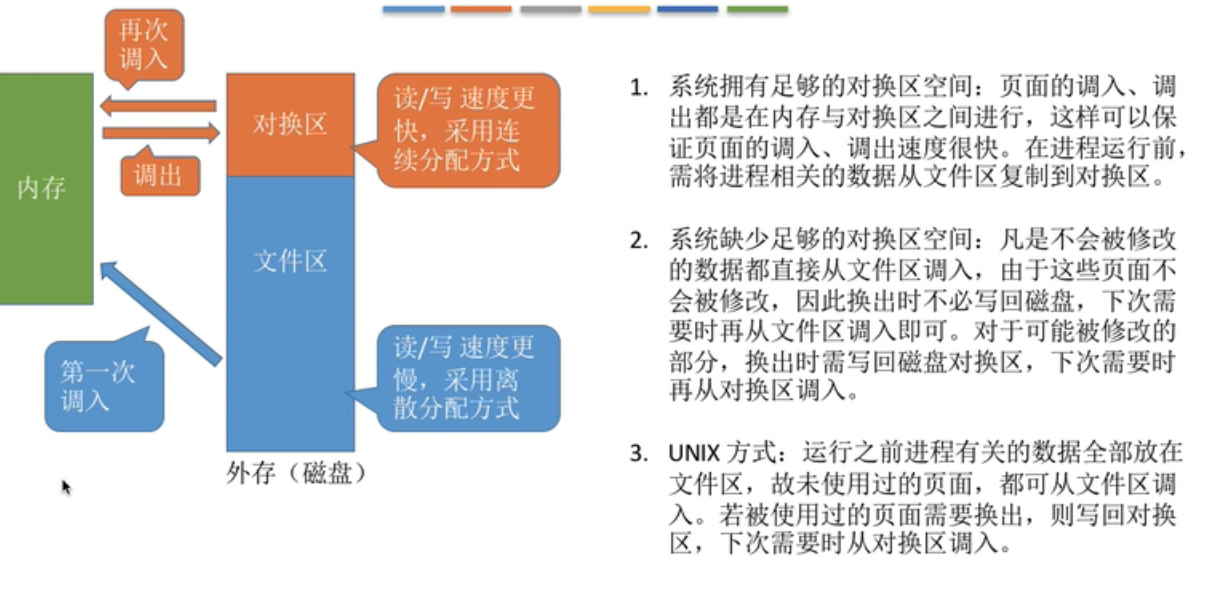 再次
调入
内存
调出
第一次
调入
对换区
文件区
外存（磁盘）
读/写 速度更
快，采用连
续分配方式
读/写 速度更
慢，采用离
散分配方式
1. 系统拥有足够的对换区空间：页面的调入、调
出都是在内存与对换区之间进行，这样可以保
证页面的调入、调出速度很快。在进程运行前，
需将进程相关的数据从文件区复制到对换区。
2. 系统缺少足够的对换区空间：凡是不会被修改
的数据都直接从文件区调入，由于这些页面不
会被修改，因此换出时不必写回磁盘，下次需
要时再从文件区调入即可。对于可能被修改的
部分，换出时需写回磁盘对换区，下次需要时
再从对换区调入。
3. UNIX 方式：运行之前进程有关的数据全部放在
文件区，故未使用过的页面，都可从文件区调
入。若被使用过的页面需要换出，则写回对换
区，下次需要时从对换区调入。